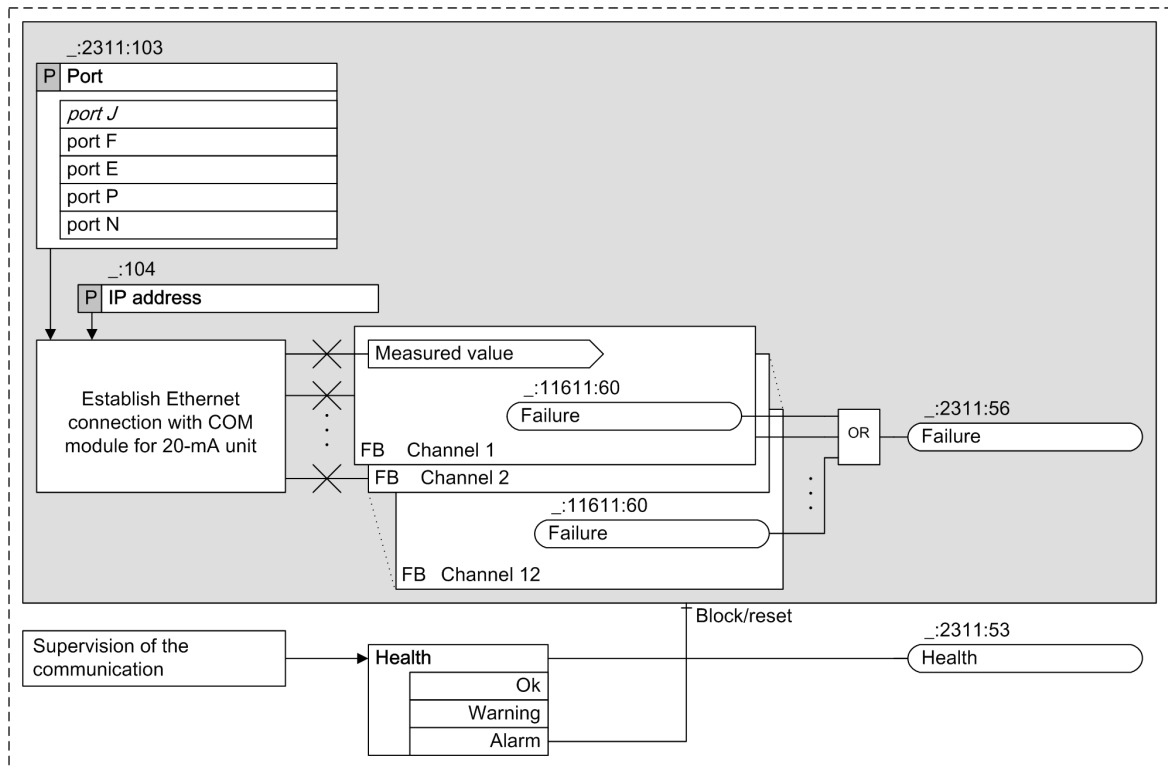 _:2311:103
P Port
port J
port F
port E
port P
port N
_:104
P IP address
Establish Ethernet
connection with COM
module for 20-mA unit
Measured value
_:11611:60
Failure
FB Channel 1
FB Channel 2
_:11611:60
Failure
FB Channel 12
OR
_:2311:56
Failure
Block/reset
Supervision of the
communication
Health
Ok
Warning
Alarm
_:2311:53
Health